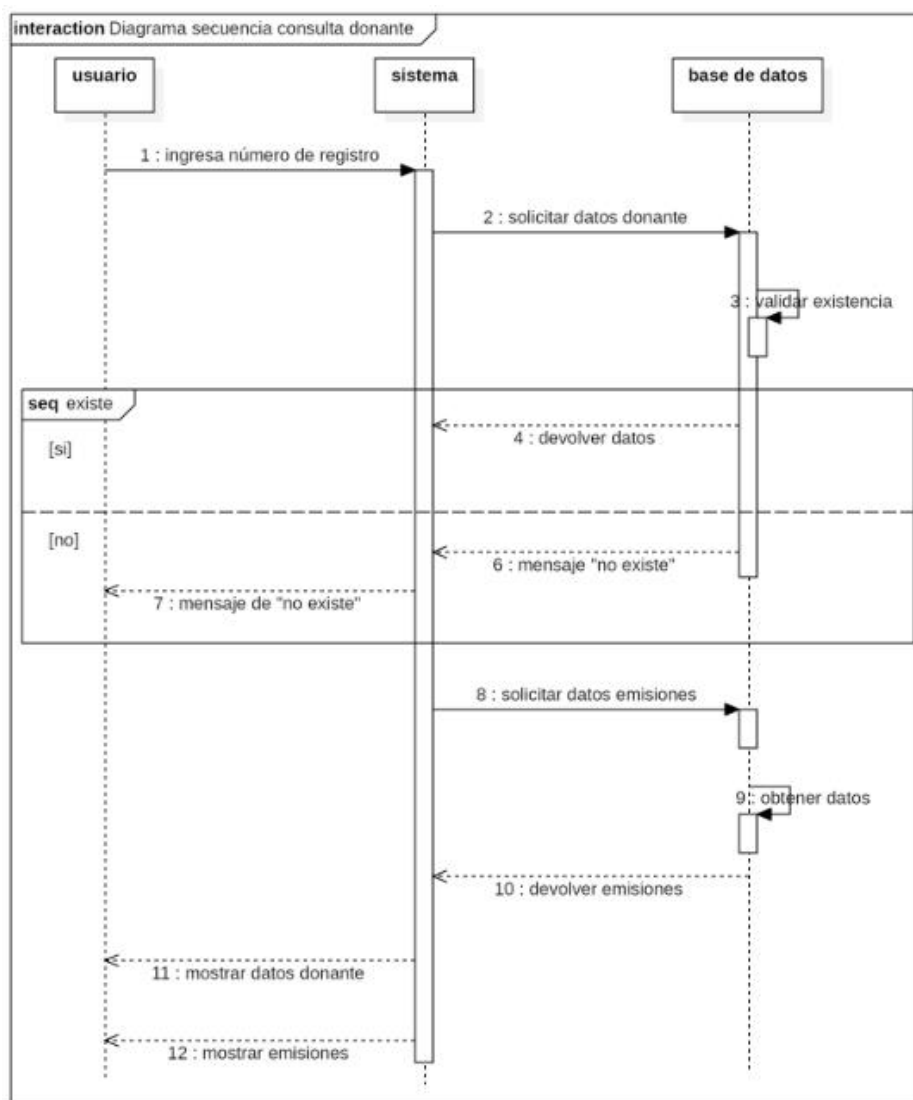 interaction Diagrama secuencia consulta donante
usuario
sistema
base de datos
1 : ingresa número de registro
2 : solicitar datos donante
3 : validar existencia
seq existe
4 : devolver datos
[si]
[no]
6 : mensaje "no existe"
7 : mensaje de "no existe"
8 : solicitar datos emisiones
9 : obtener datos
10 : devolver emisiones
11 : mostrar datos donante
12 : mostrar emisiones